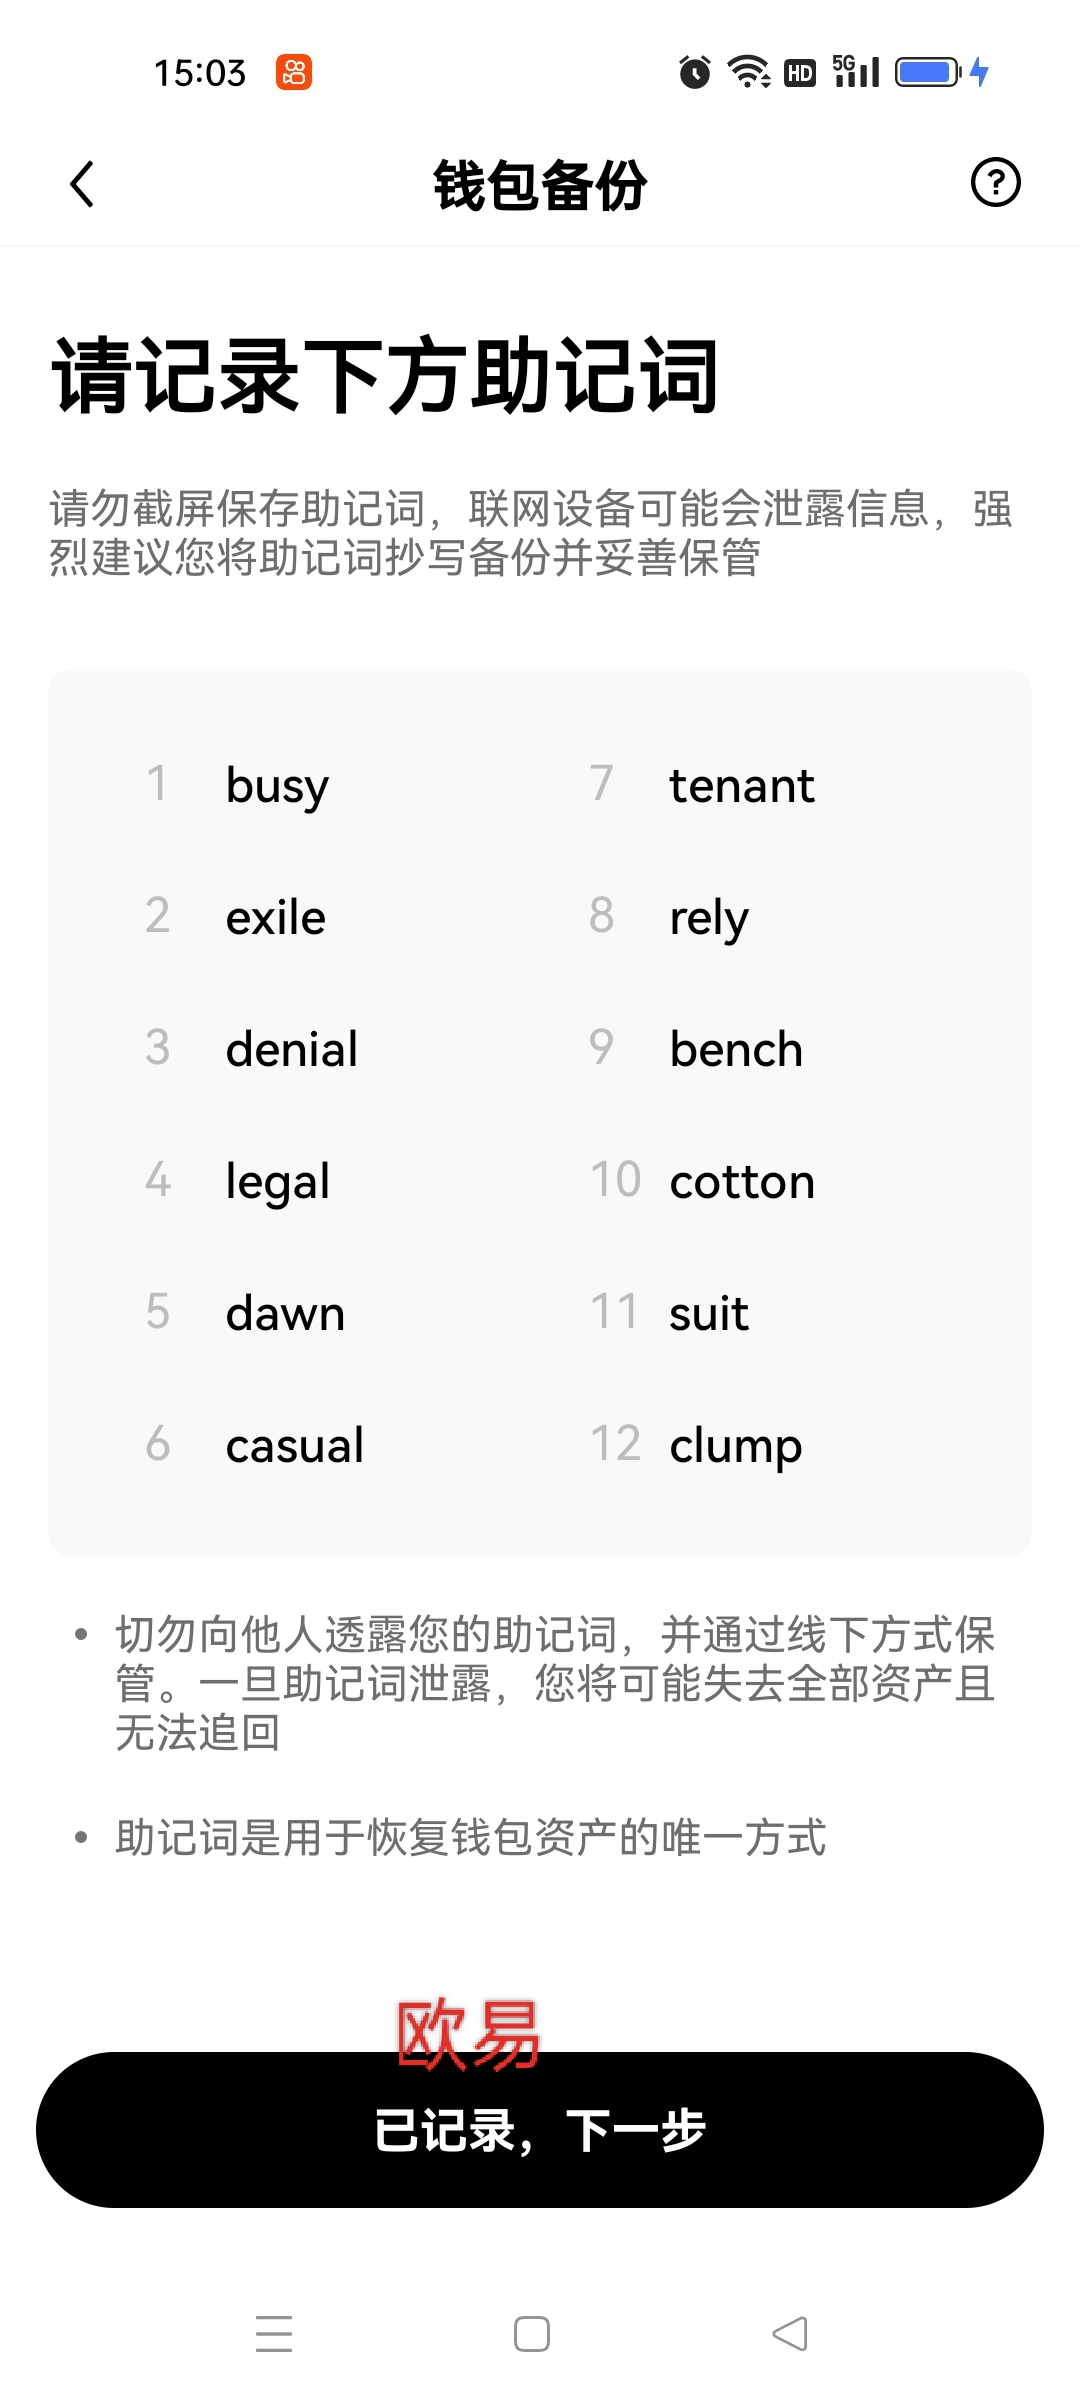 15:03
HD 5G
钱包备份
?
请记录下方助记词
请勿截屏保存助记词，联网设备可能会泄露信息，强
烈建议您将助记词抄写备份并妥善保管
1 busy
2 exile
3 denial
4 legal
5 dawn
6 casual
7 tenant
8 rely
9 bench
10 cotton
11 suit
12 clump
• 切勿向他人透露您的助记词，并通过线下方式保
管。一旦助记词泄露，您将可能失去全部资产且
无法追回
• 助记词是用于恢复钱包资产的唯一方式
欧易
已记录，下一步